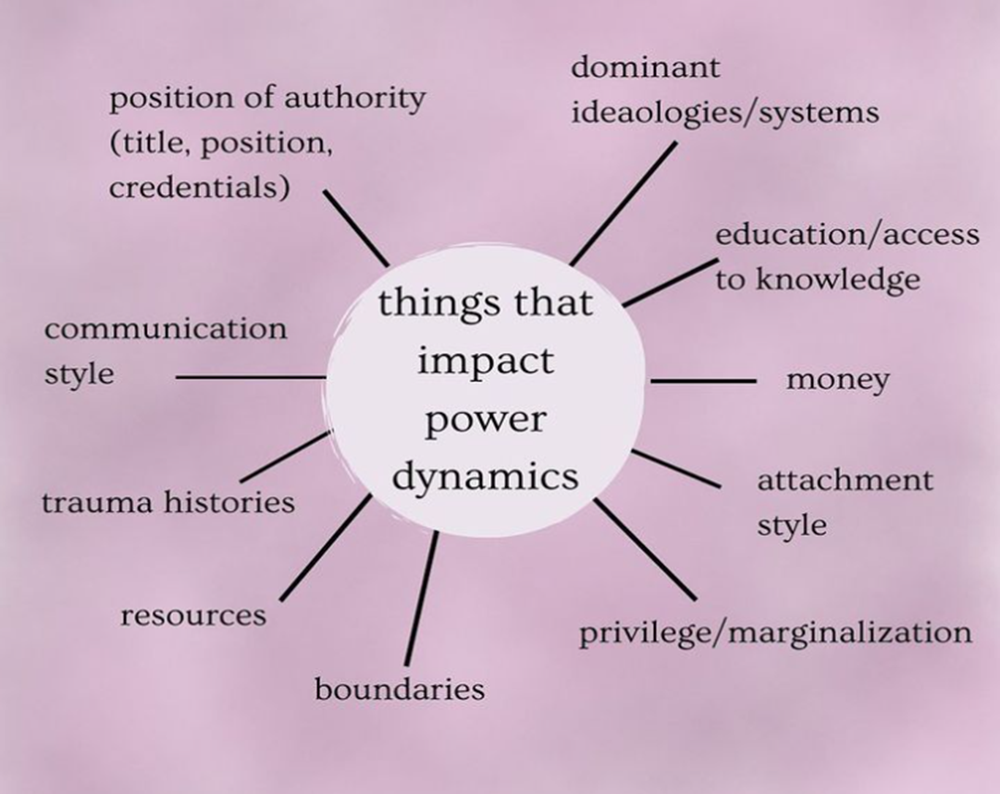 dominant
ideaologies/systems
position of authority
(title, position,
credentials)
education/access
to knowledge
things that
impact
power
dynamics
communication
style
money
trauma histories
attachment
style
resources
privilege/marginalization
boundaries